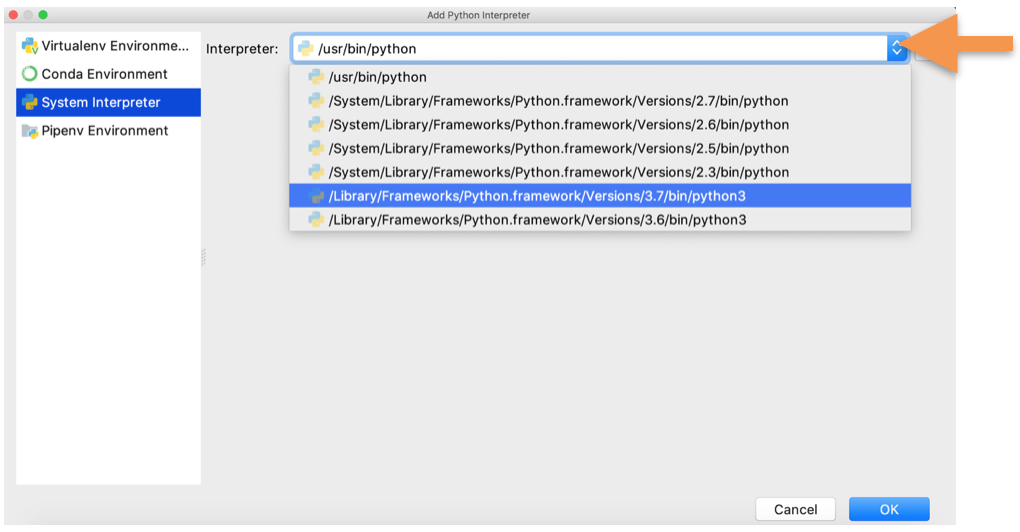 Add Python Interpreter
Virtualenv Environme...
Conda Environment
System Interpreter
Pipenv Environment
Interpreter: /usr/bin/python
/usr/bin/python
/System/Library/Frameworks/Python.framework/Versions/2.7/bin/python
/System/Library/Frameworks/Python.framework/Versions/2.6/bin/python
/System/Library/Frameworks/Python.framework/Versions/2.5/bin/python
/System/Library/Frameworks/Python.framework/Versions/2.3/bin/python
/Library/Frameworks/Python.framework/Versions/3.7/bin/python3
/Library/Frameworks/Python.framework/Versions/3.6/bin/python3
Cancel OK